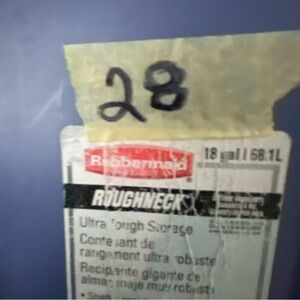 28
Rubbermaid
18 gal | 68.1L
ROUGHNECK
Ultra Tough Storage
Contenant de
rangement ultra robuste
Recipiente gigante de
almacenaje muy robusto